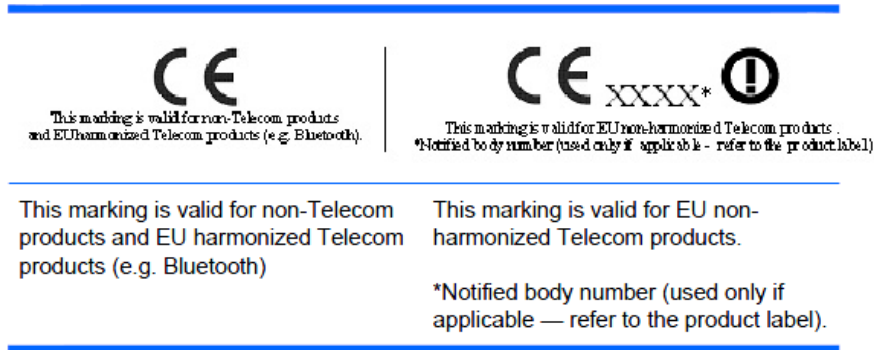 CE
This marking is valid for non-Telecom products
and EU harmonized Telecom products (e.g. Bluetooth).
CE XXXX*
This marking is valid for EU non-harmonized Telecom products .
*Notified body number (used only if applicable - refer to the product label)
This marking is valid for non-Telecom
products and EU harmonized Telecom
products (e.g. Bluetooth)
This marking is valid for EU non-
harmonized Telecom products.
*Notified body number (used only if
applicable — refer to the product label).